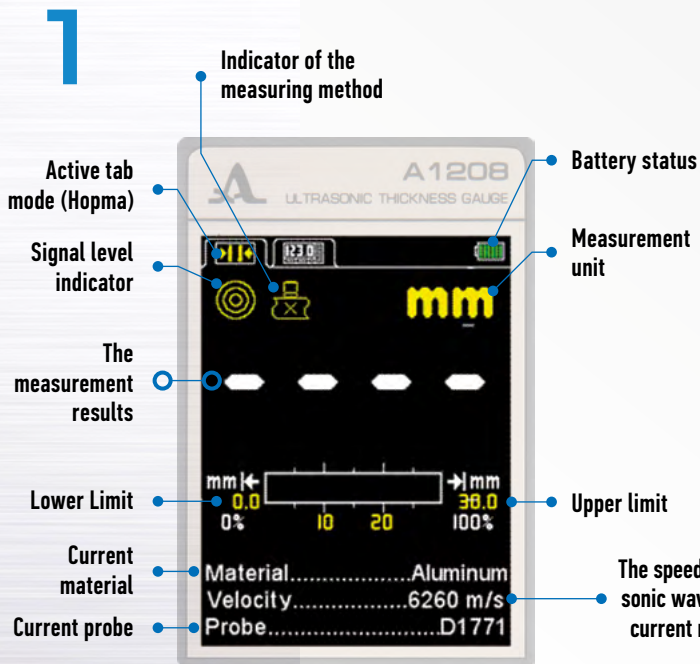 1
Indicator of the
measuring method
Active tab
mode (Hopma)
Signal level
indicator
The
measurement
results
Lower Limit
Current
material
Current probe
A1208
ULTRASONIC THICKNESS GAUGE
123.0
mm
mm
0.0
0%
10
20
mm
38.0
100%
Material..................Aluminum
Velocity.................6260 m/s
Probe.........................D1771
Battery status
Measurement
unit
Upper limit
The speed
sonic wav
current